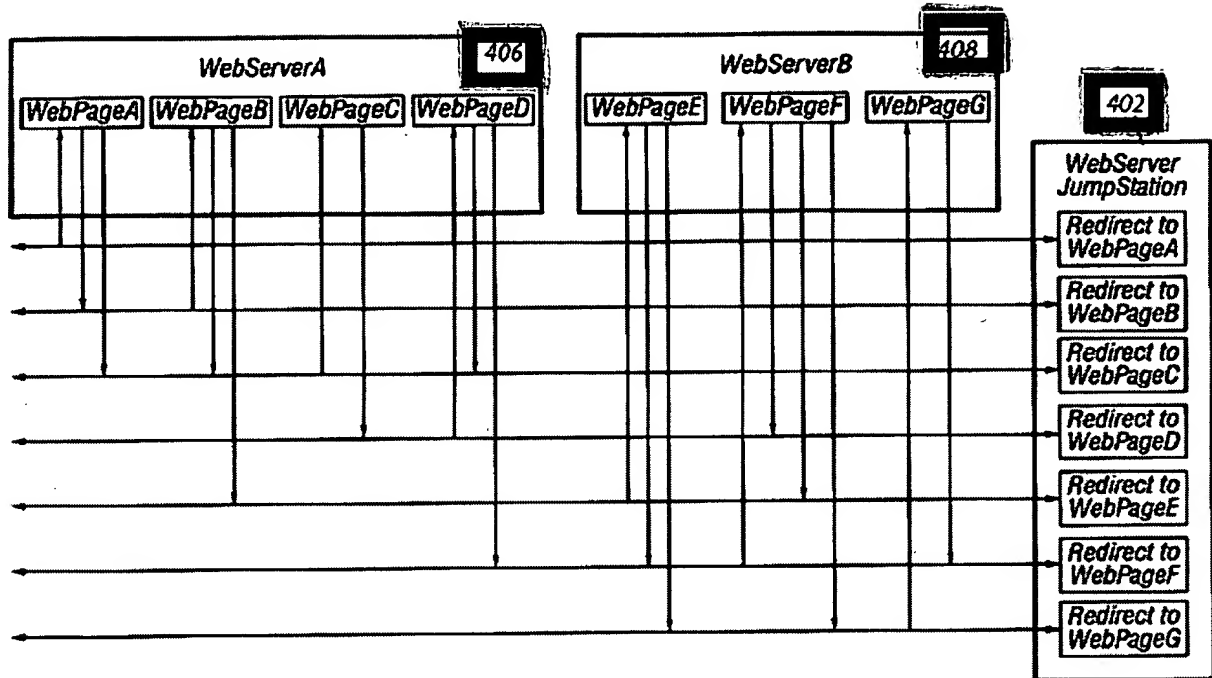 WebServerA
406
WebPageA WebPageB WebPageC WebPageD
WebServerB
408
WebPageE WebPageF WebPageG
402
WebServer
JumpStation
Redirect to
WebPageA
Redirect to
WebPageB
Redirect to
WebPageC
Redirect to
WebPageD
Redirect to
WebPageE
Redirect to
WebPageF
Redirect to
WebPageG